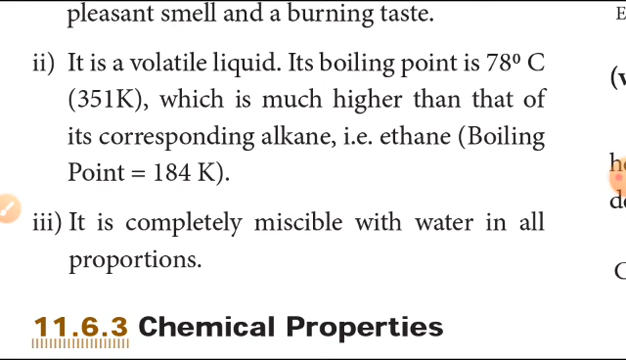 pleasant smell and a burning taste.
ii) It is a volatile liquid. Its boiling point is 78⁰ C
(351K), which is much higher than that of
its corresponding alkane, i.e. ethane (Boiling
Point = 184 K).
iii) It is completely miscible with water in all
proportions.
11.6.3 Chemical Properties